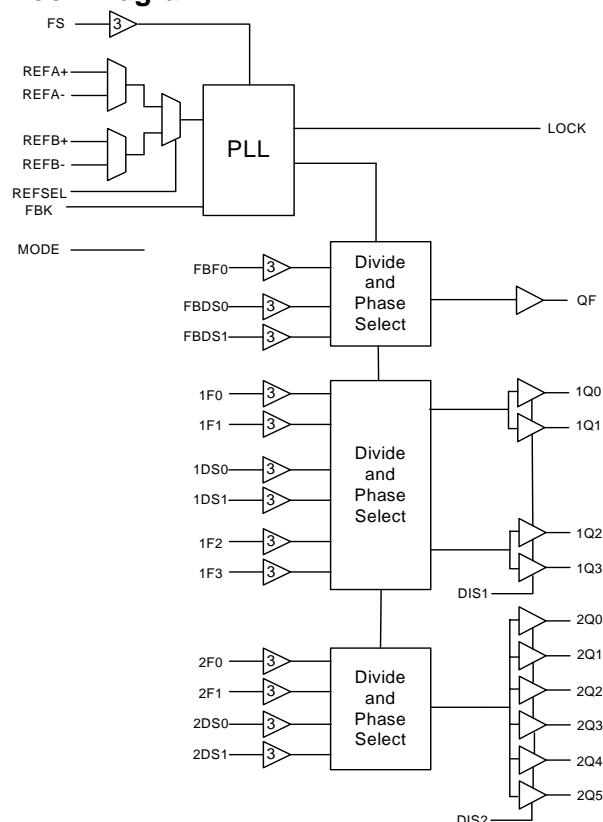 FS
3
REFA+
REFA-
REFB+
REFB-
REFSEL
FBK
PLL
LOCK
MODE
FBF0
3
FBDS0
3
FBDS1
3
Divide
and
Phase
Select
QF
1F0
3
1F1
3
1DS0
3
1DS1
3
1F2
3
1F3
3
Divide
and
Phase
Select
1Q0
1Q1
1Q2
1Q3
DIS1
2F0
3
2F1
3
2DS0
3
2DS1
3
Divide
and
Phase
Select
2Q0
2Q1
2Q2
2Q3
2Q4
2Q5
DIS2